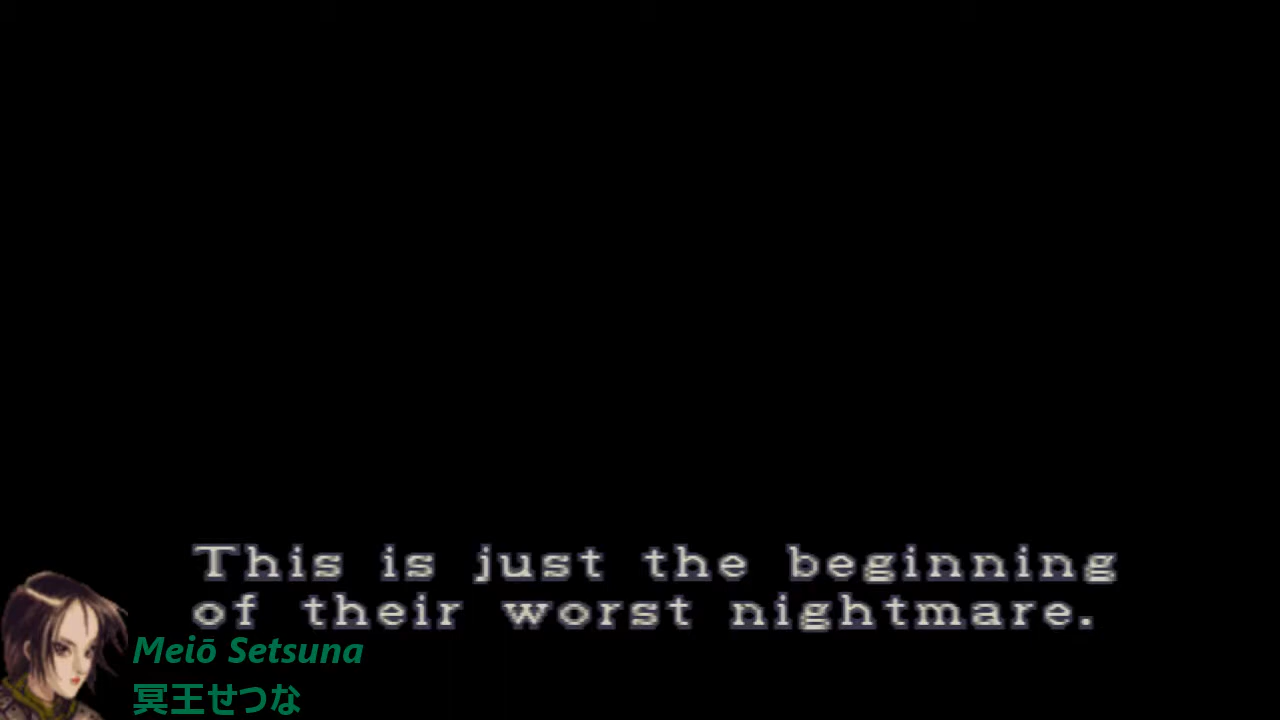 This is just the beginning
of their worst nightmare.
Meiō Setsuna
冥王せつな